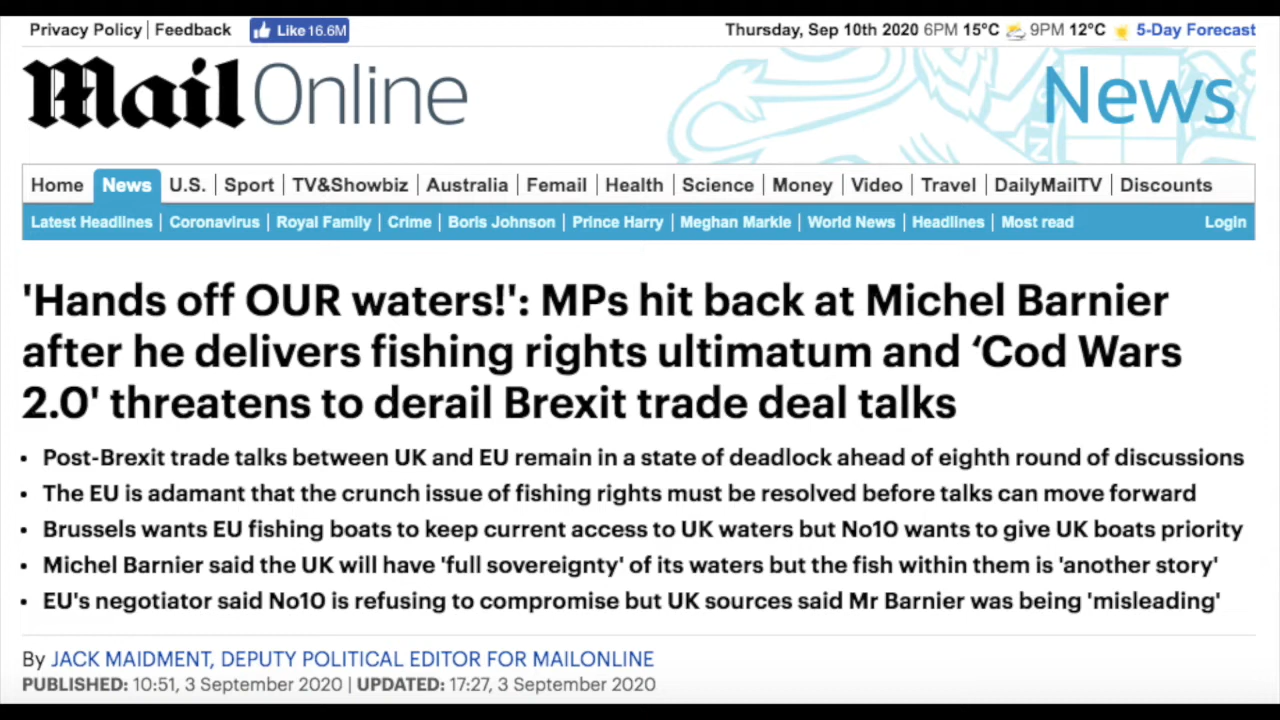 Privacy Policy | Feedback Like 16.6M Thursday, Sep 10th 2020 6PM 15°C 9PM 12°C 5-Day Forecast
Mail Online News
Home News U.S. Sport TV&Showbiz Australia Femail Health Science Money Video Travel DailyMailTV Discounts
Latest Headlines Coronavirus Royal Family Crime Boris Johnson Prince Harry Meghan Markle World News Headlines Most read Login
'Hands off OUR waters!': MPs hit back at Michel Barnier
after he delivers fishing rights ultimatum and ‘Cod Wars
2.0' threatens to derail Brexit trade deal talks
• Post-Brexit trade talks between UK and EU remain in a state of deadlock ahead of eighth round of discussions
• The EU is adamant that the crunch issue of fishing rights must be resolved before talks can move forward
• Brussels wants EU fishing boats to keep current access to UK waters but No10 wants to give UK boats priority
• Michel Barnier said the UK will have 'full sovereignty' of its waters but the fish within them is 'another story'
• EU's negotiator said No10 is refusing to compromise but UK sources said Mr Barnier was being 'misleading'
By JACK MAIDMENT, DEPUTY POLITICAL EDITOR FOR MAILONLINE
PUBLISHED: 10:51, 3 September 2020 | UPDATED: 17:27, 3 September 2020